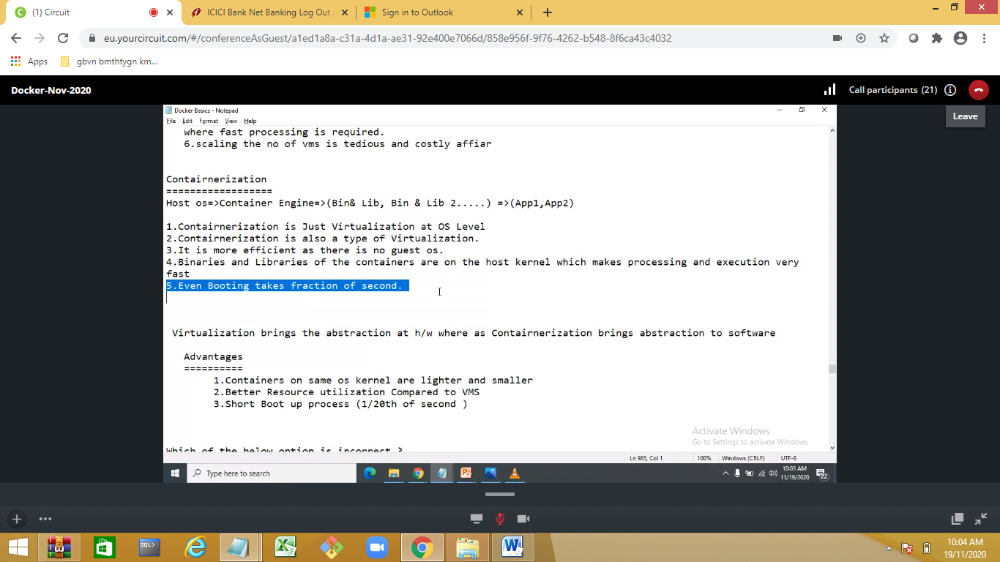 (1) Circuit
ICICI Bank Net Banking Log Out
Sign in to Outlook
eu.yourcircuit.com/#/conferenceAsGuest/a1ed1a8a-c31a-4d1a-ae31-92e400e7066d/858e956f-9f76-4262-b548-8f6ca43c4032
Apps
gbvn bmthtygn km...
Docker-Nov-2020
Call participants (21)
Leave
Docker Basics - Notepad
File Edit Format View Help
where fast processing is required.
6.scaling the no of vms is tedious and costly affiar
Contairnerization
==================
Host os=>Container Engine=>(Bin& Lib, Bin & Lib 2.....) =>(App1,App2)
1.Contairnerization is Just Virtualization at OS Level
2.Contairnerization is also a type of Virtualization.
3.It is more efficient as there is no guest os.
4.Binaries and Libraries of the containers are on the host kernel which makes processing and execution very
fast
5.Even Booting takes fraction of second.
Virtualization brings the abstraction at h/w where as Contairnerization brings abstraction to software
Advantages
==========
1.Containers on same os kernel are lighter and smaller
2.Better Resource utilization Compared to VMS
3.Short Boot up process (1/20th of second )
Activate Windows
Go to Settings to activate Windows.
Which of the below option is incorrect ?
Ln 985, Col 1 100% Windows (CRLF) UTF-8
Type here to search
10:03 AM
11/19/2020
22
SQL>
10:04 AM
19/11/2020